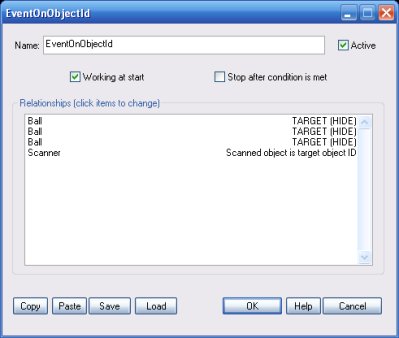 EventOnObjectId
Name: EventOnObjectId Active
Working at start Stop after condition is met
Relationships (click items to change)
Ball TARGET (HIDE)
Ball TARGET (HIDE)
Ball TARGET (HIDE)
Scanner Scanned object is target object ID
Copy Paste Save Load OK Help Cancel